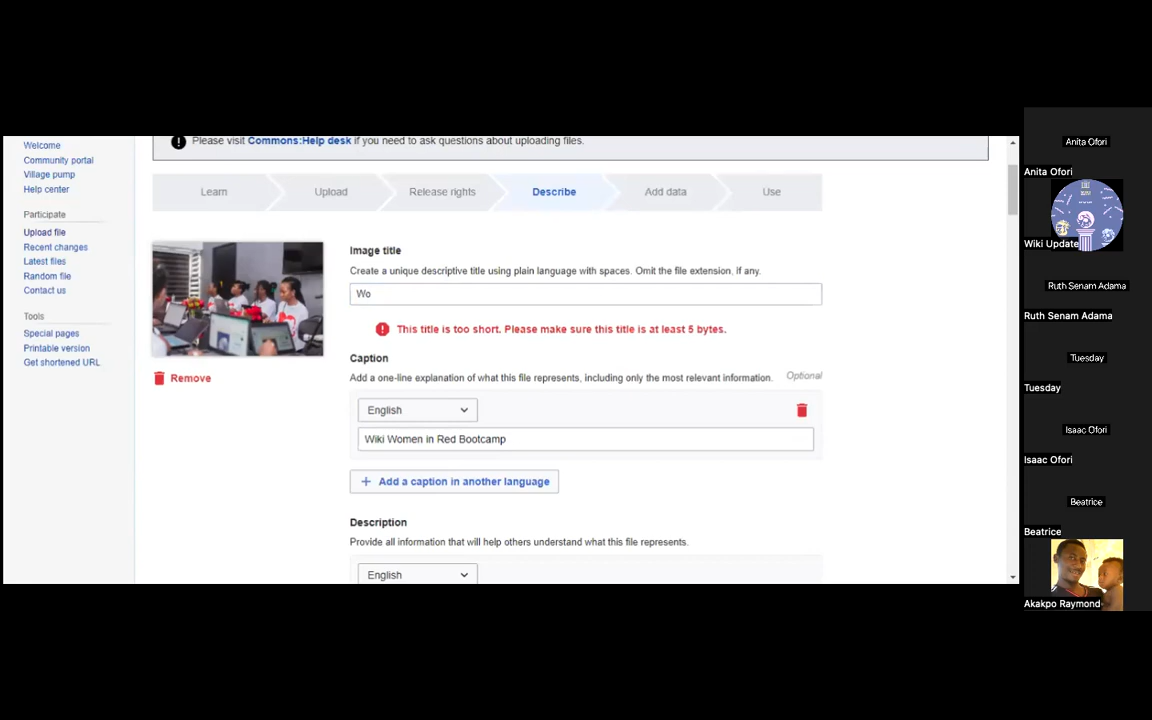 Welcome
Community portal
Village pump
Help center
Participate
Upload file
Recent changes
Latest files
Random file
Contact us
Tools
Special pages
Printable version
Get shortened URL
Please visit Commons:Help desk if you need to ask questions about uploading files.
Learn
Upload
Release rights
Describe
Add data
Use
Remove
Image title
Create a unique descriptive title using plain language with spaces. Omit the file extension, if any.
Wo
This title is too short. Please make sure this title is at least 5 bytes.
Caption
Add a one-line explanation of what this file represents, including only the most relevant information.
Optional
English
Wiki Women in Red Bootcamp
+ Add a caption in another language
Description
Provide all information that will help others understand what this file represents.
English
Anita Ofori
Anita Ofori
Wiki Update
Ruth Senam Adama
Ruth Senam Adama
Tuesday
Tuesday
Isaac Ofori
Isaac Ofori
Beatrice
Beatrice
Akakpo Raymond